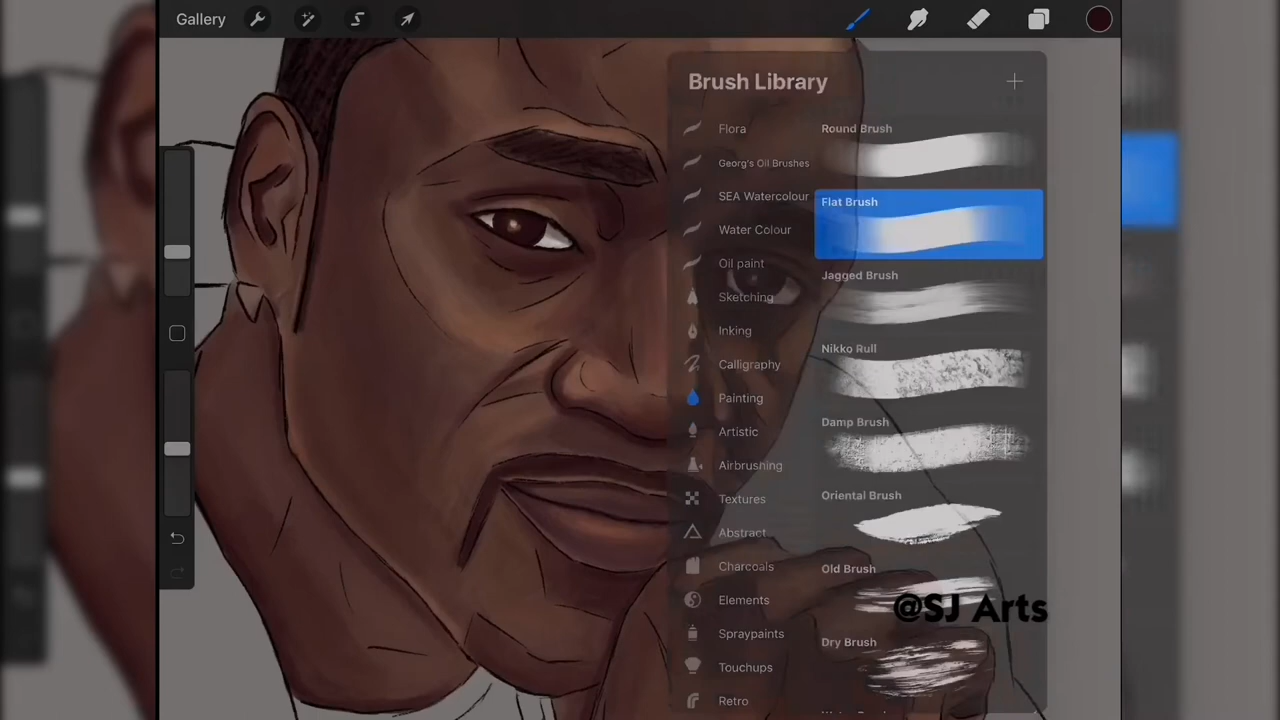 Gallery
Brush Library
Flora
Georg's Oil Brushes
SEA Watercolour
Water Colour
Oil paint
Sketching
Inking
Calligraphy
Painting
Artistic
Airbrushing
Textures
Abstract
Charcoals
Elements
Spraypaints
Touchups
Retro
Round Brush
Flat Brush
Jagged Brush
Nikko Rull
Damp Brush
Oriental Brush
Old Brush
Dry Brush
@SJ Arts